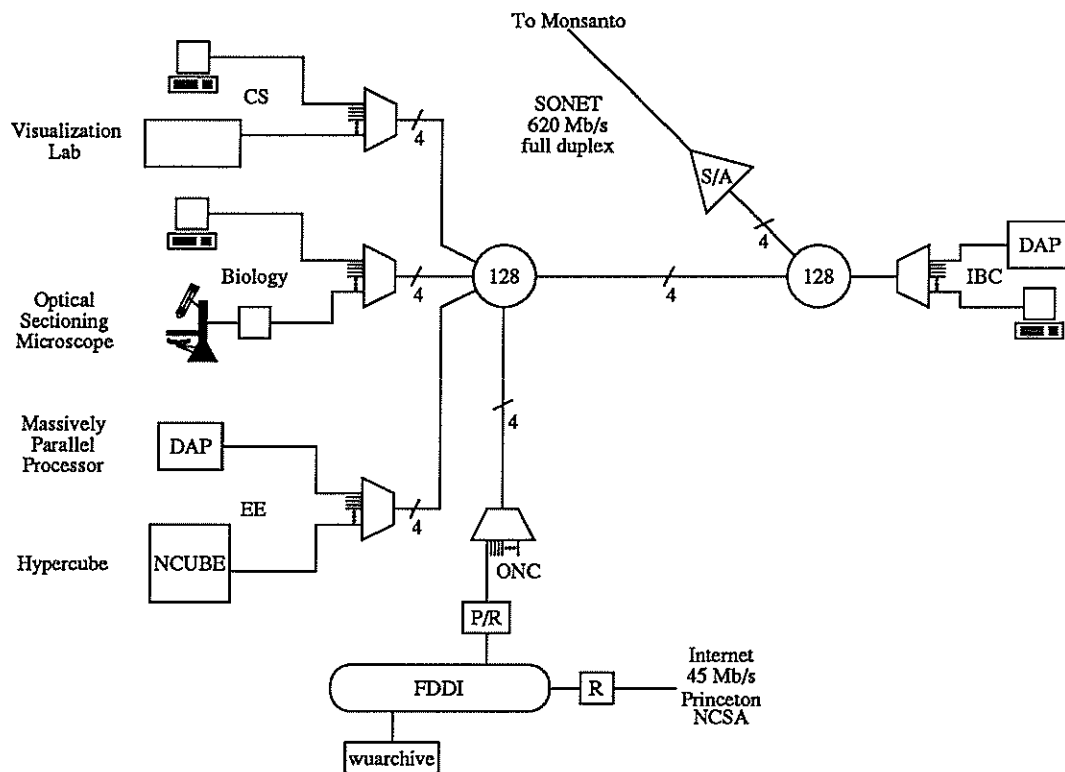 To Monsanto
CS
SONET
620 Mb/s
full duplex
Visualization
Lab
4
S/A
4
DAP
Biology
4
128
4
128
IBC
Optical
Sectioning
Microscope
4
Massively
Parallel
Processor
DAP
EE
4
Hypercube
NCUBE
ONC
P/R
FDDI
R
Internet
45 Mb/s
Princeton
NCSA
wuarchive